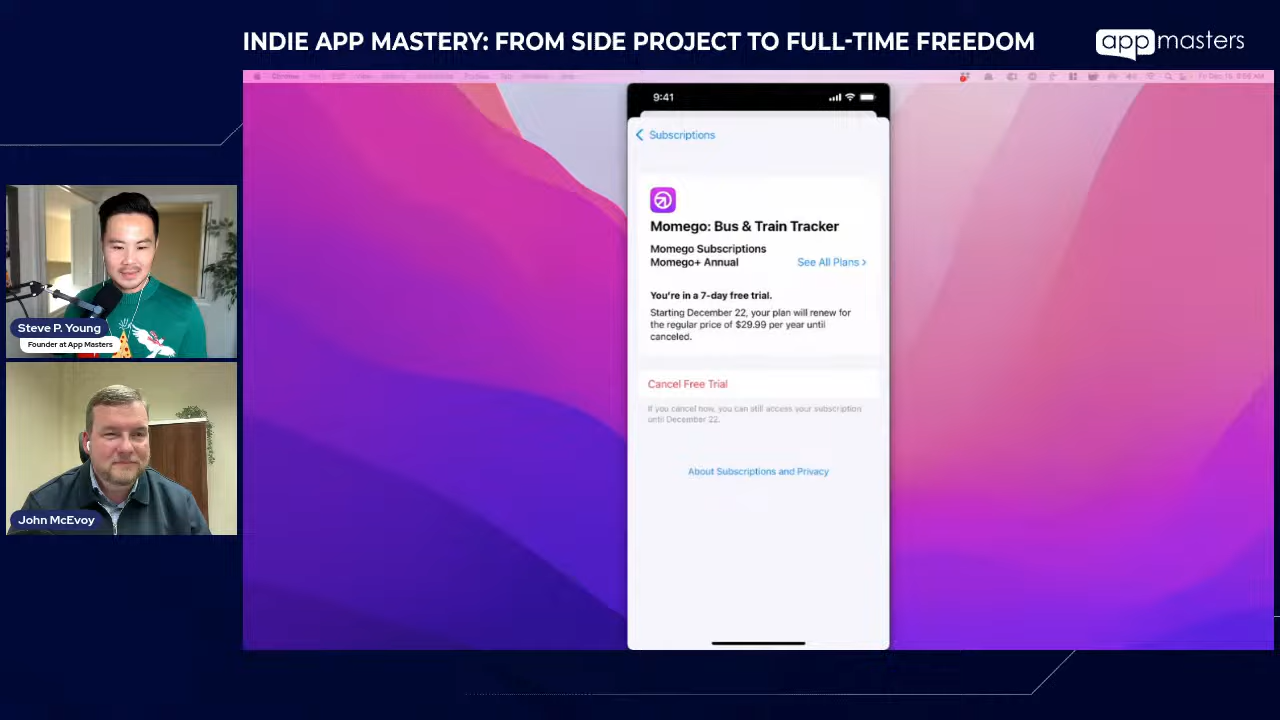 INDIE APP MASTERY: FROM SIDE PROJECT TO FULL-TIME FREEDOM
app masters
9:41
Subscriptions
Momego: Bus & Train Tracker
Momego Subscriptions
Momego+ Annual
See All Plans >
You're in a 7-day free trial.
Starting December 22, your plan will renew for
the regular price of $29.99 per year until
canceled.
Cancel Free Trial
If you cancel now, you can still access your subscription
until December 22.
About Subscriptions and Privacy
Steve P. Young
Founder at App Masters
John McEvoy